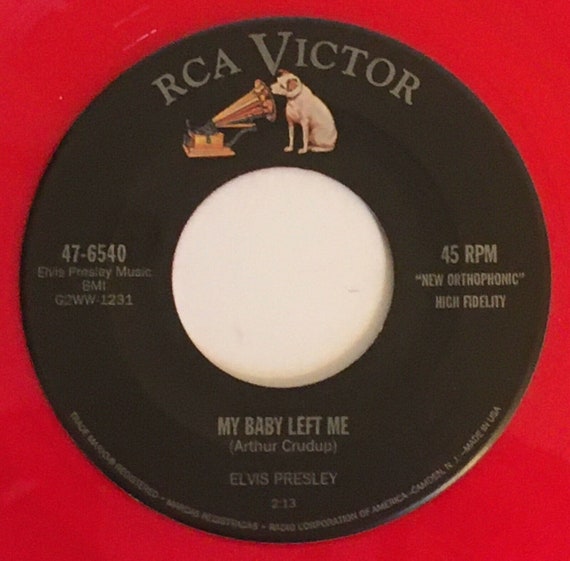 RCA VICTOR
47-6540
Elvis Presley Music
BMI
G2WW-1231
45 RPM
"NEW ORTHOPHONIC"
HIGH FIDELITY
MY BABY LEFT ME
(Arthur Crudup)
ELVIS PRESLEY
2:13
TRADE MARKS® REGISTERED – MARCAS REGISTRADAS – RADIO CORPORATION OF AMERICA–CAMDEN, N. J.–MADE IN USA